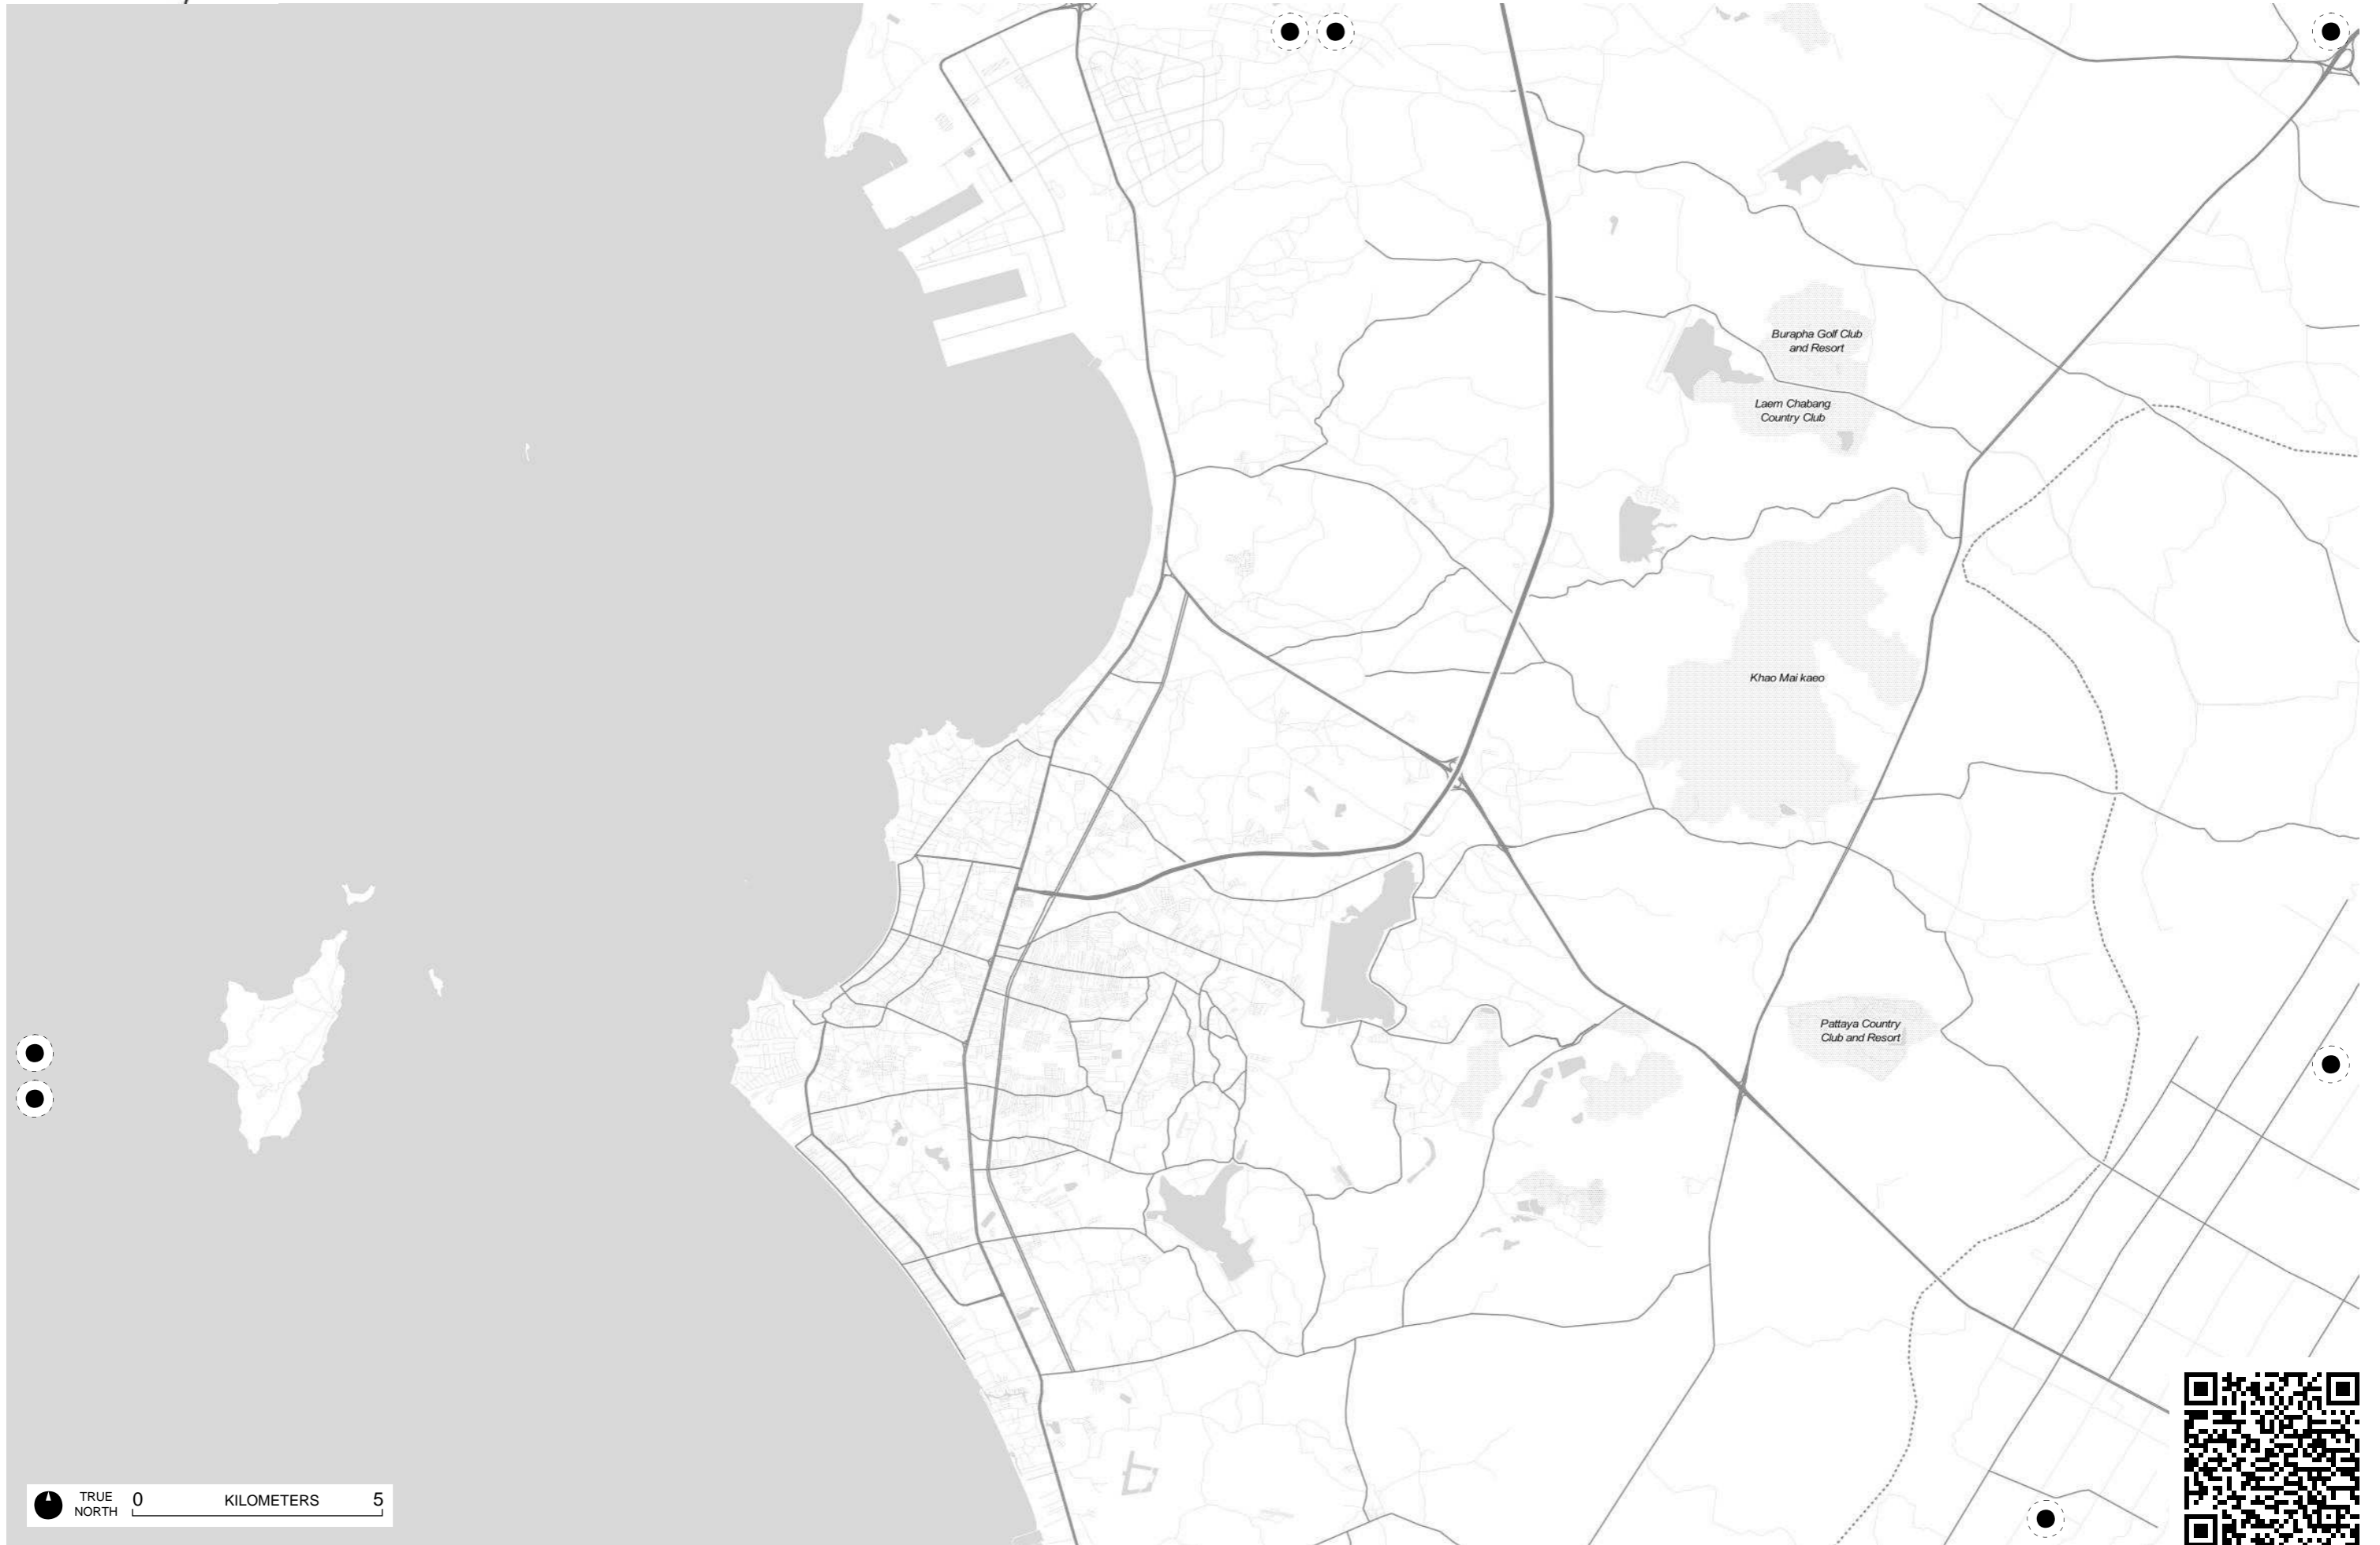 Burapha Golf Club
and Resort
Laem Chabang
Country Club
Khao Mai kaeo
Pattaya Country
Club and Resort
TRUE
NORTH
0 KILOMETERS 5